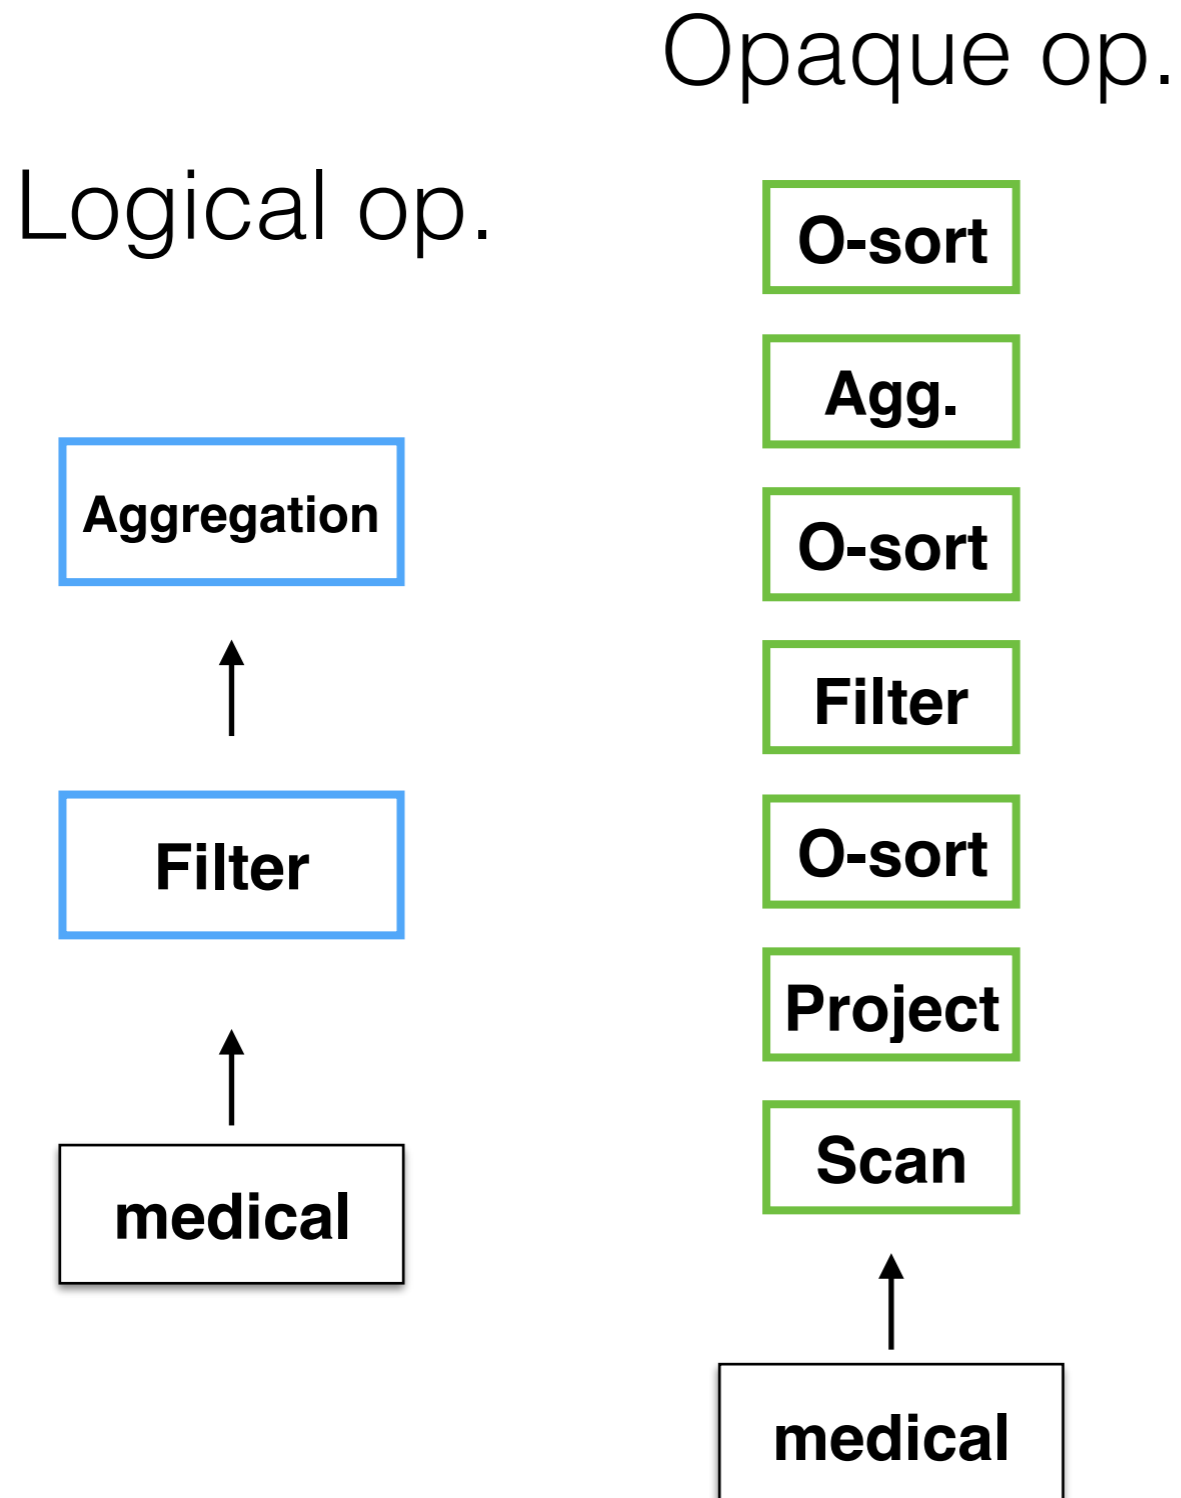 Logical op.
Aggregation
Filter
medical
Opaque op.
O-sort
Agg.
O-sort
Filter
O-sort
Project
Scan
medical